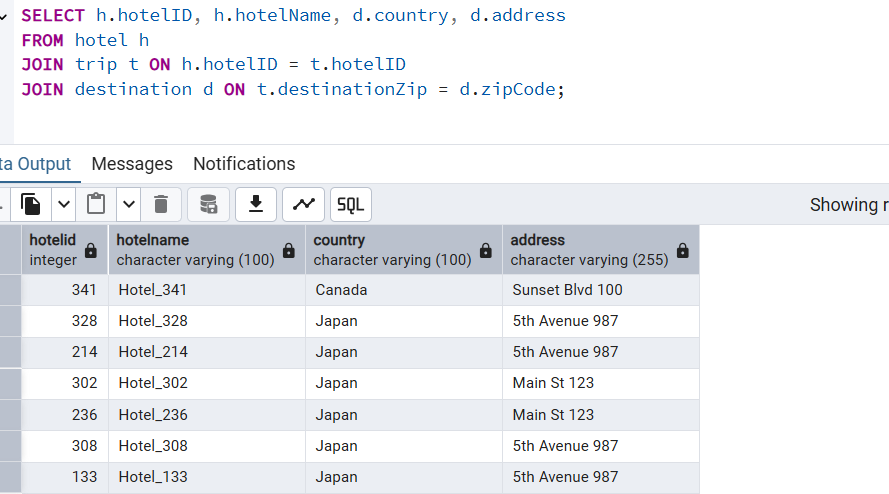 SELECT h.hotelID, h.hotelName, d.country, d.address
FROM hotel h
JOIN trip t ON h.hotelID = t.hotelID
JOIN destination d ON t.destinationZip = d.zipCode;
ta Output Messages Notifications
SQL Showing r
hotelid hotelname country address
integer character varying (100) character varying (100) character varying (255)
341 Hotel_341 Canada Sunset Blvd 100
328 Hotel_328 Japan 5th Avenue 987
214 Hotel_214 Japan 5th Avenue 987
302 Hotel_302 Japan Main St 123
236 Hotel_236 Japan Main St 123
308 Hotel_308 Japan 5th Avenue 987
133 Hotel_133 Japan 5th Avenue 987